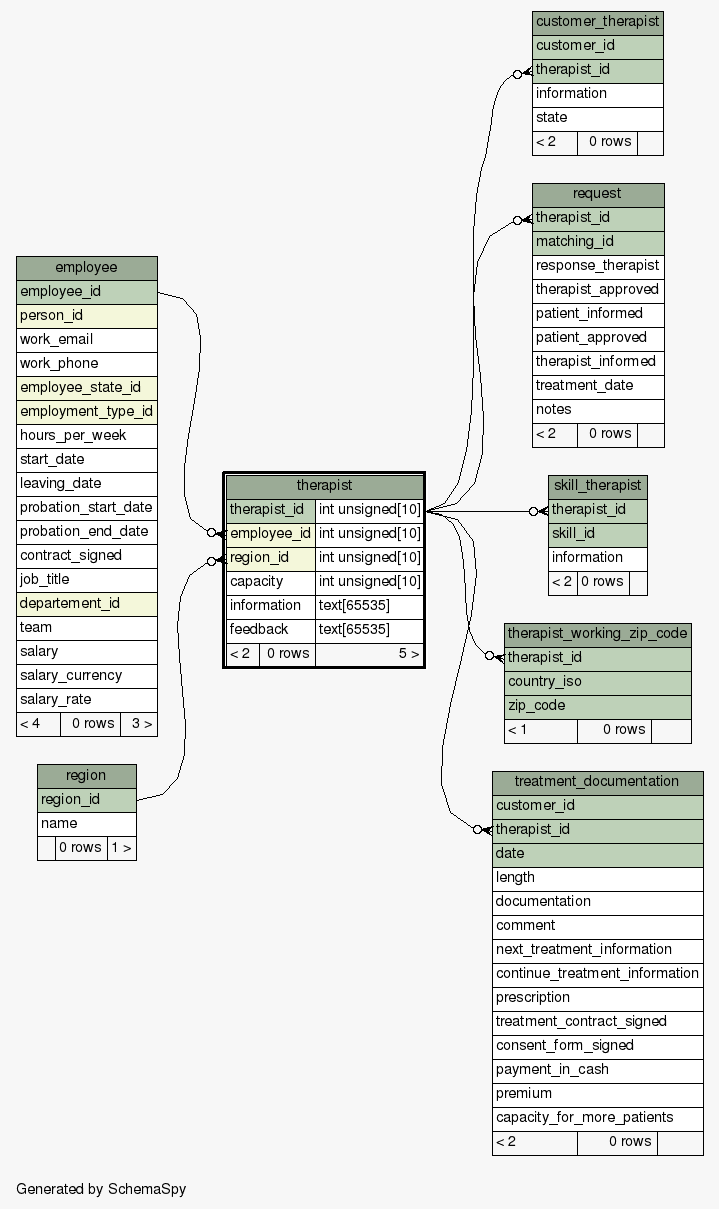 customer_therapist
customer_id
therapist_id
information
state
< 2 0 rows
request
therapist_id
matching_id
response_therapist
therapist_approved
patient_informed
patient_approved
therapist_informed
treatment_date
notes
< 2 0 rows
employee
employee_id
person_id
work_email
work_phone
employee_state_id
employment_type_id
hours_per_week
start_date
leaving_date
probation_start_date
probation_end_date
contract_signed
job_title
departement_id
team
salary
salary_currency
salary_rate
< 4 0 rows 3 >
therapist
therapist_id int unsigned[10]
employee_id int unsigned[10]
region_id int unsigned[10]
capacity int unsigned[10]
information text[65535]
feedback text[65535]
< 2 0 rows 5 >
skill_therapist
therapist_id
skill_id
information
< 2 0 rows
therapist_working_zip_code
therapist_id
country_iso
zip_code
< 1 0 rows
region
region_id
name
0 rows 1 >
treatment_documentation
customer_id
therapist_id
date
length
documentation
comment
next_treatment_information
continue_treatment_information
prescription
treatment_contract_signed
consent_form_signed
payment_in_cash
premium
capacity_for_more_patients
< 2 0 rows
Generated by SchemaSpy